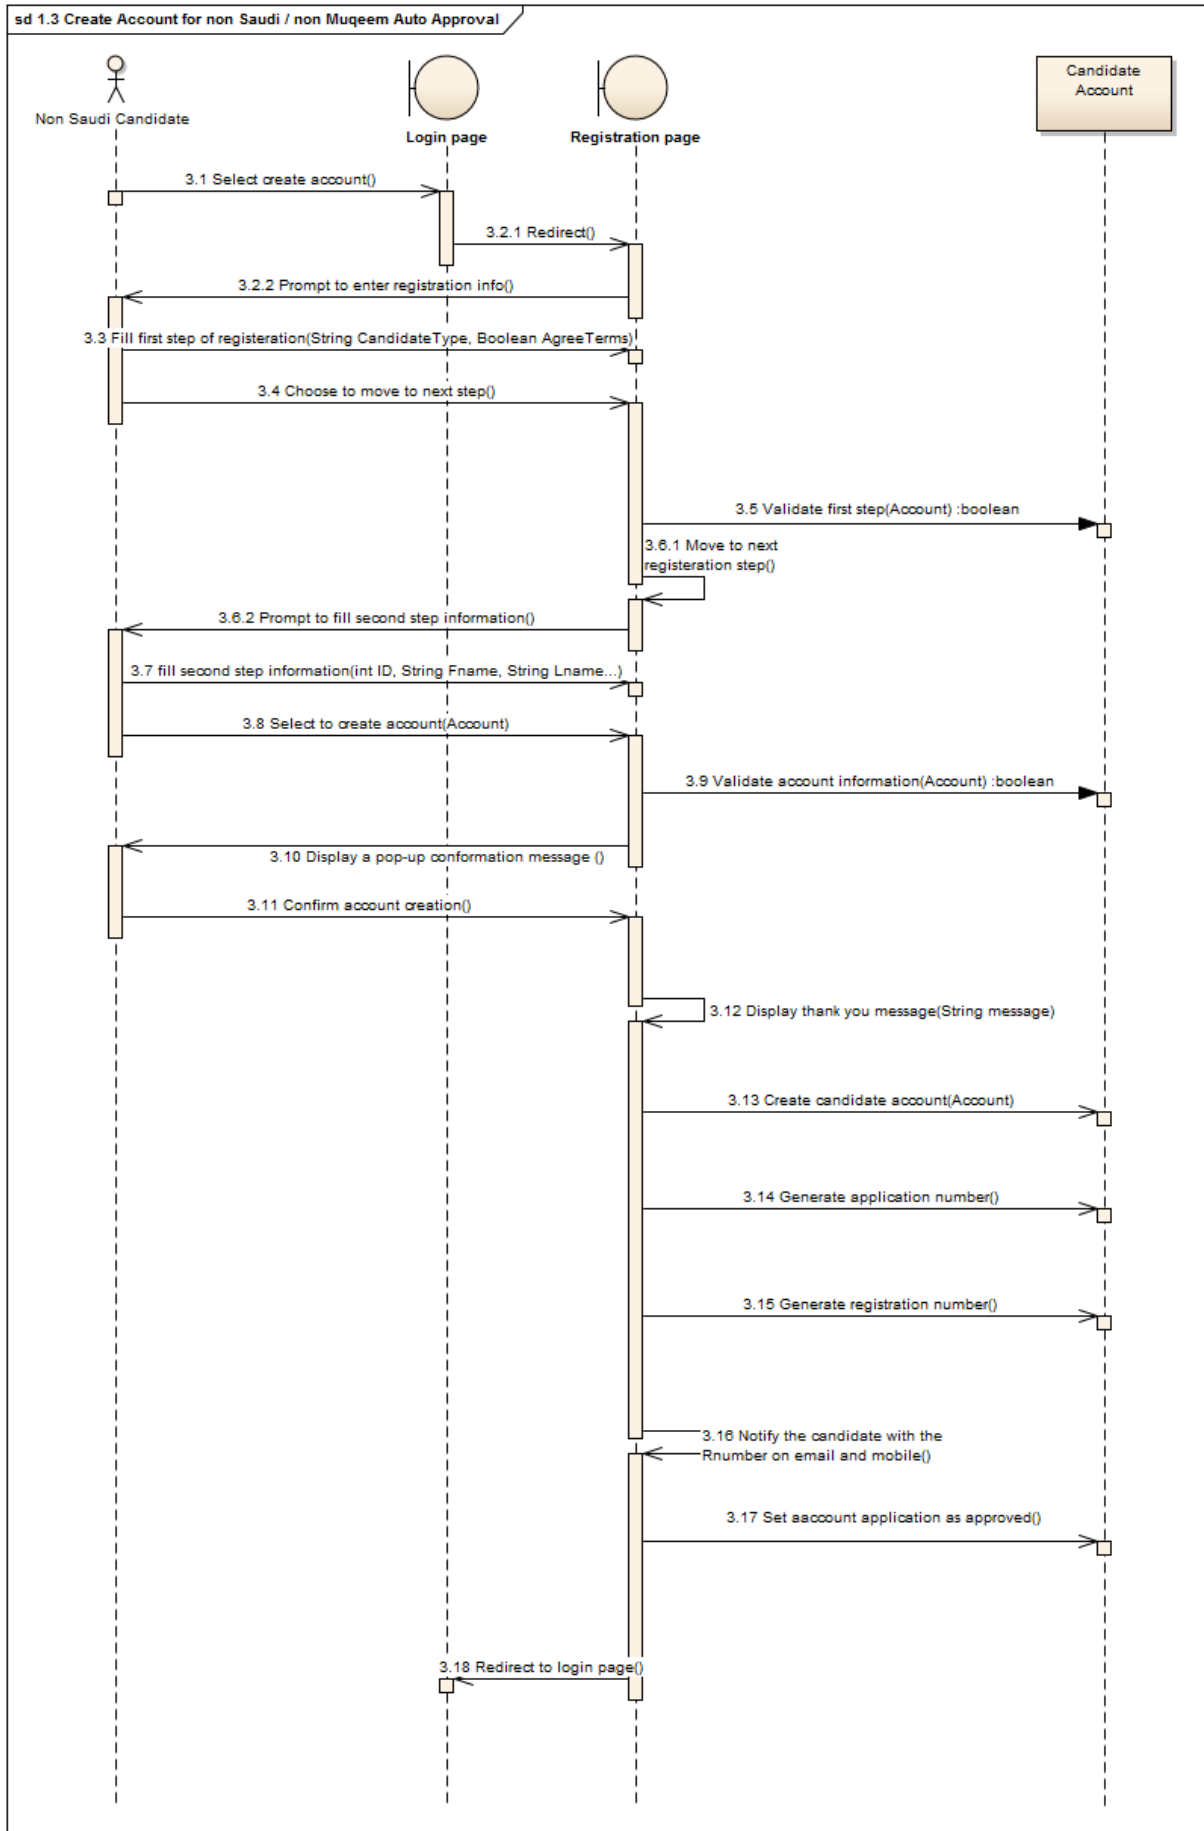 sd 1.3 Create Account for non Saudi / non Muqeem Auto Approval
Non Saudi Candidate
Login page
Registration page
Candidate
Account
3.1 Select create account()
3.2.1 Redirect()
3.2.2 Prompt to enter registration info()
3.3 Fill first step of registeration(String CandidateType, Boolean AgreeTerms)
3.4 Choose to move to next step()
3.5 Validate first step(Account) :boolean
3.6.1 Move to next
registeration step()
3.6.2 Prompt to fill second step information()
3.7 fill second step information(int ID, String Fname, String Lname...)
3.8 Select to create account(Account)
3.9 Validate account information(Account) :boolean
3.10 Display a pop-up conformation message ()
3.11 Confirm account creation()
3.12 Display thank you message(String message)
3.13 Create candidate account(Account)
3.14 Generate application number()
3.15 Generate registration number()
3.16 Notify the candidate with the
Rnumber on email and mobile()
3.17 Set aaccount application as approved()
3.18 Redirect to login page()